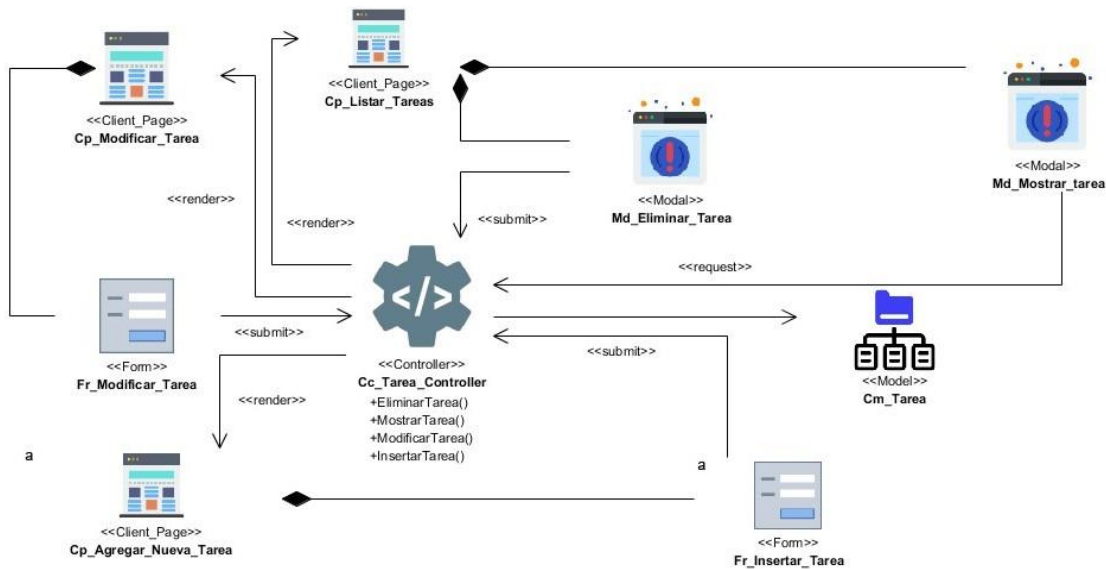 <<Client_Page>>
Cp_Modificar_Tarea
<<Client_Page>>
Cp_Listar_Tareas
<<Modal>>
Md_Eliminar_Tarea
<<Modal>>
Md_Mostrar_tarea
<<render>>
<<render>>
<<submit>>
<<request>>
</>
<<submit>>
<<submit>>
<<Form>>
Fr_Modificar_Tarea
<<Controller>>
Cc_Tarea_Controller
+EliminarTarea()
+MostrarTarea()
+ModificarTarea()
+InsertarTarea()
<<Model>>
Cm_Tarea
<<render>>
a
a
<<Client_Page>>
Cp_Agregar_Nueva_Tarea
<<Form>>
Fr_Insertar_Tarea